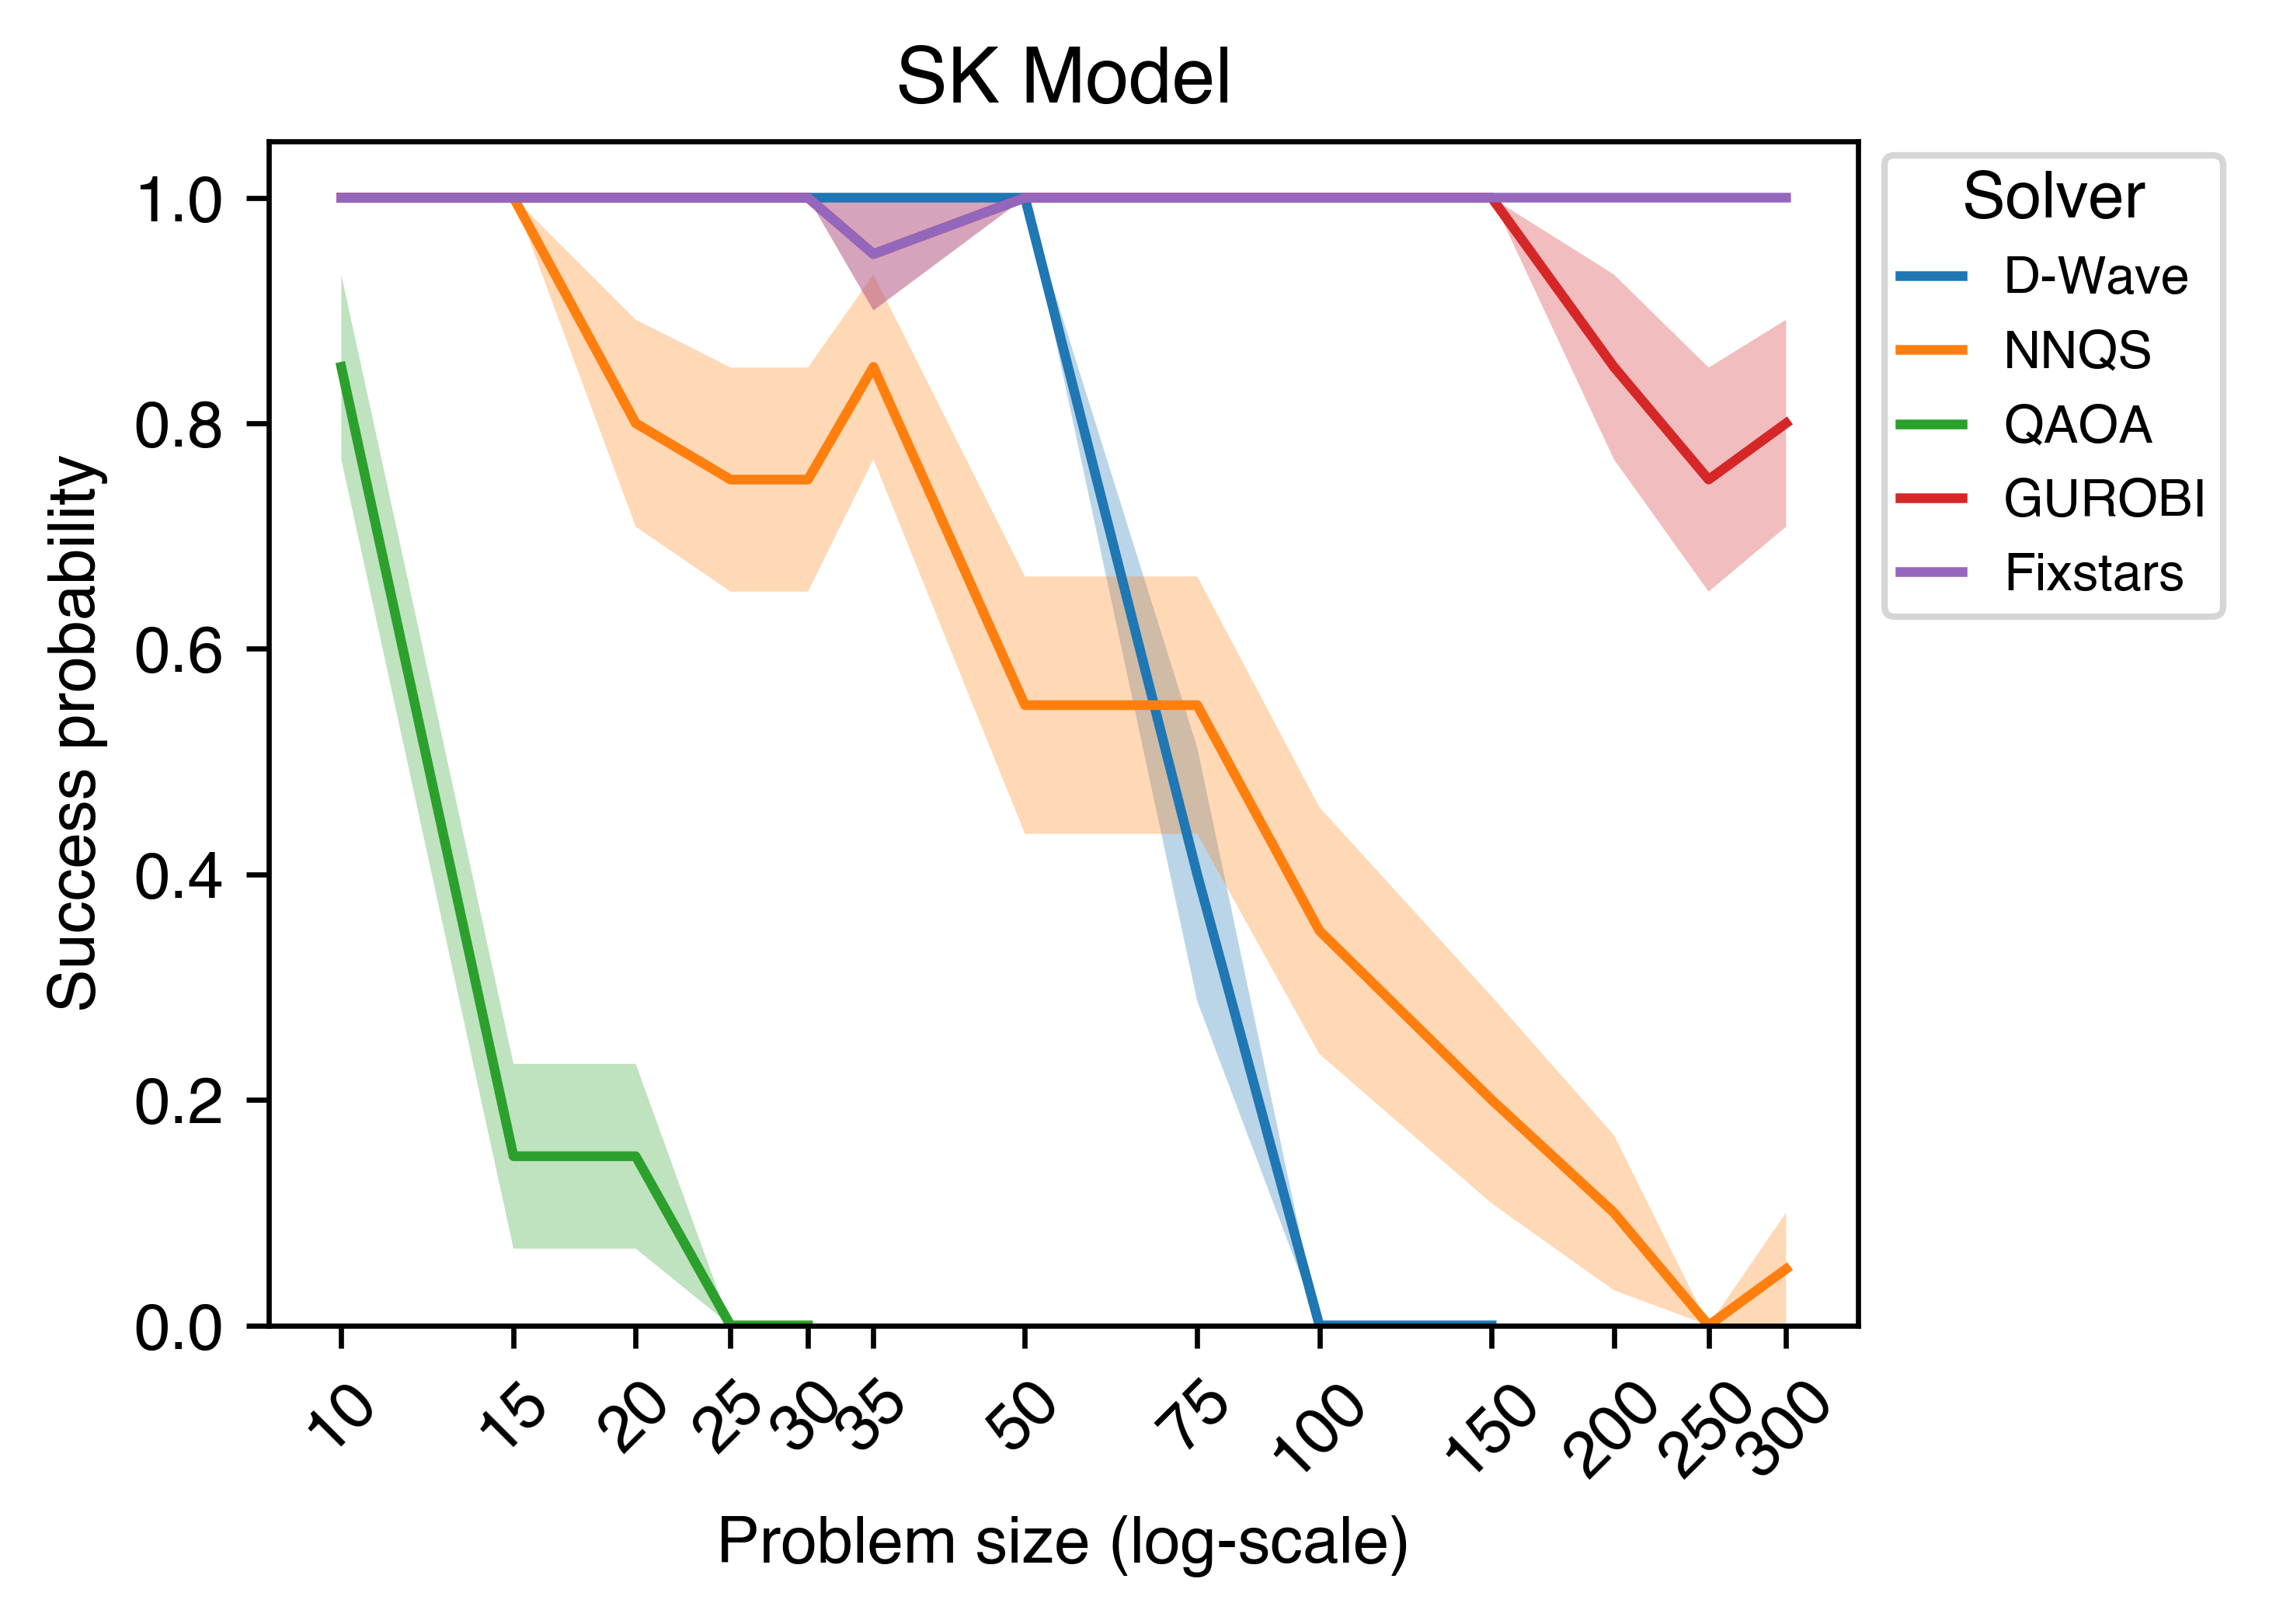 SK Model
Success probability
1.0
0.8
0.6
0.4
0.2
0.0
10 15 20 25 30 35 50 75 100 150 200 250 300
Problem size (log-scale)
Solver
D-Wave
NNQS
QAOA
GUROBI
Fixstars